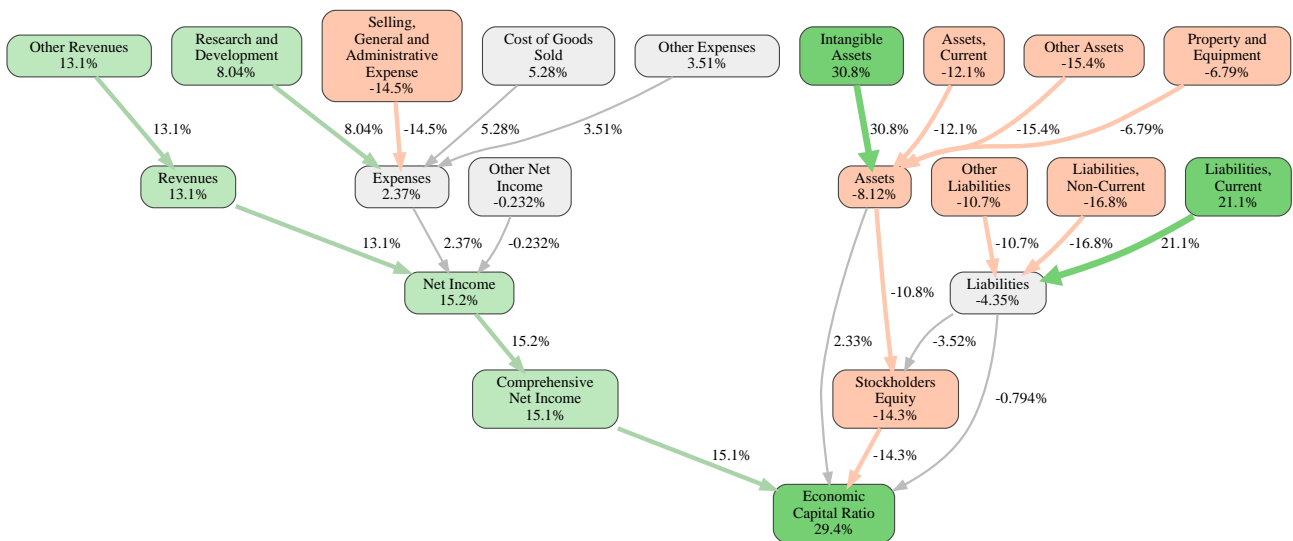 Other Revenues
13.1%
Research and
Development
8.04%
Selling,
General and
Administrative
Expense
-14.5%
Cost of Goods
Sold
5.28%
Other Expenses
3.51%
Intangible
Assets
30.8%
Assets,
Current
-12.1%
Other Assets
-15.4%
Property and
Equipment
-6.79%
13.1%
8.04%
-14.5%
5.28%
3.51%
30.8%
-12.1%
-15.4%
-6.79%
Revenues
13.1%
Expenses
2.37%
Other Net
Income
-0.232%
Assets
-8.12%
Other
Liabilities
-10.7%
Liabilities,
Non-Current
-16.8%
Liabilities,
Current
21.1%
13.1%
2.37%
-0.232%
-10.7%
-16.8%
21.1%
Net Income
15.2%
-10.8%
Liabilities
-4.35%
15.2%
2.33%
-3.52%
Comprehensive
Net Income
15.1%
Stockholders
Equity
-14.3%
-0.794%
15.1%
-14.3%
Economic
Capital Ratio
29.4%